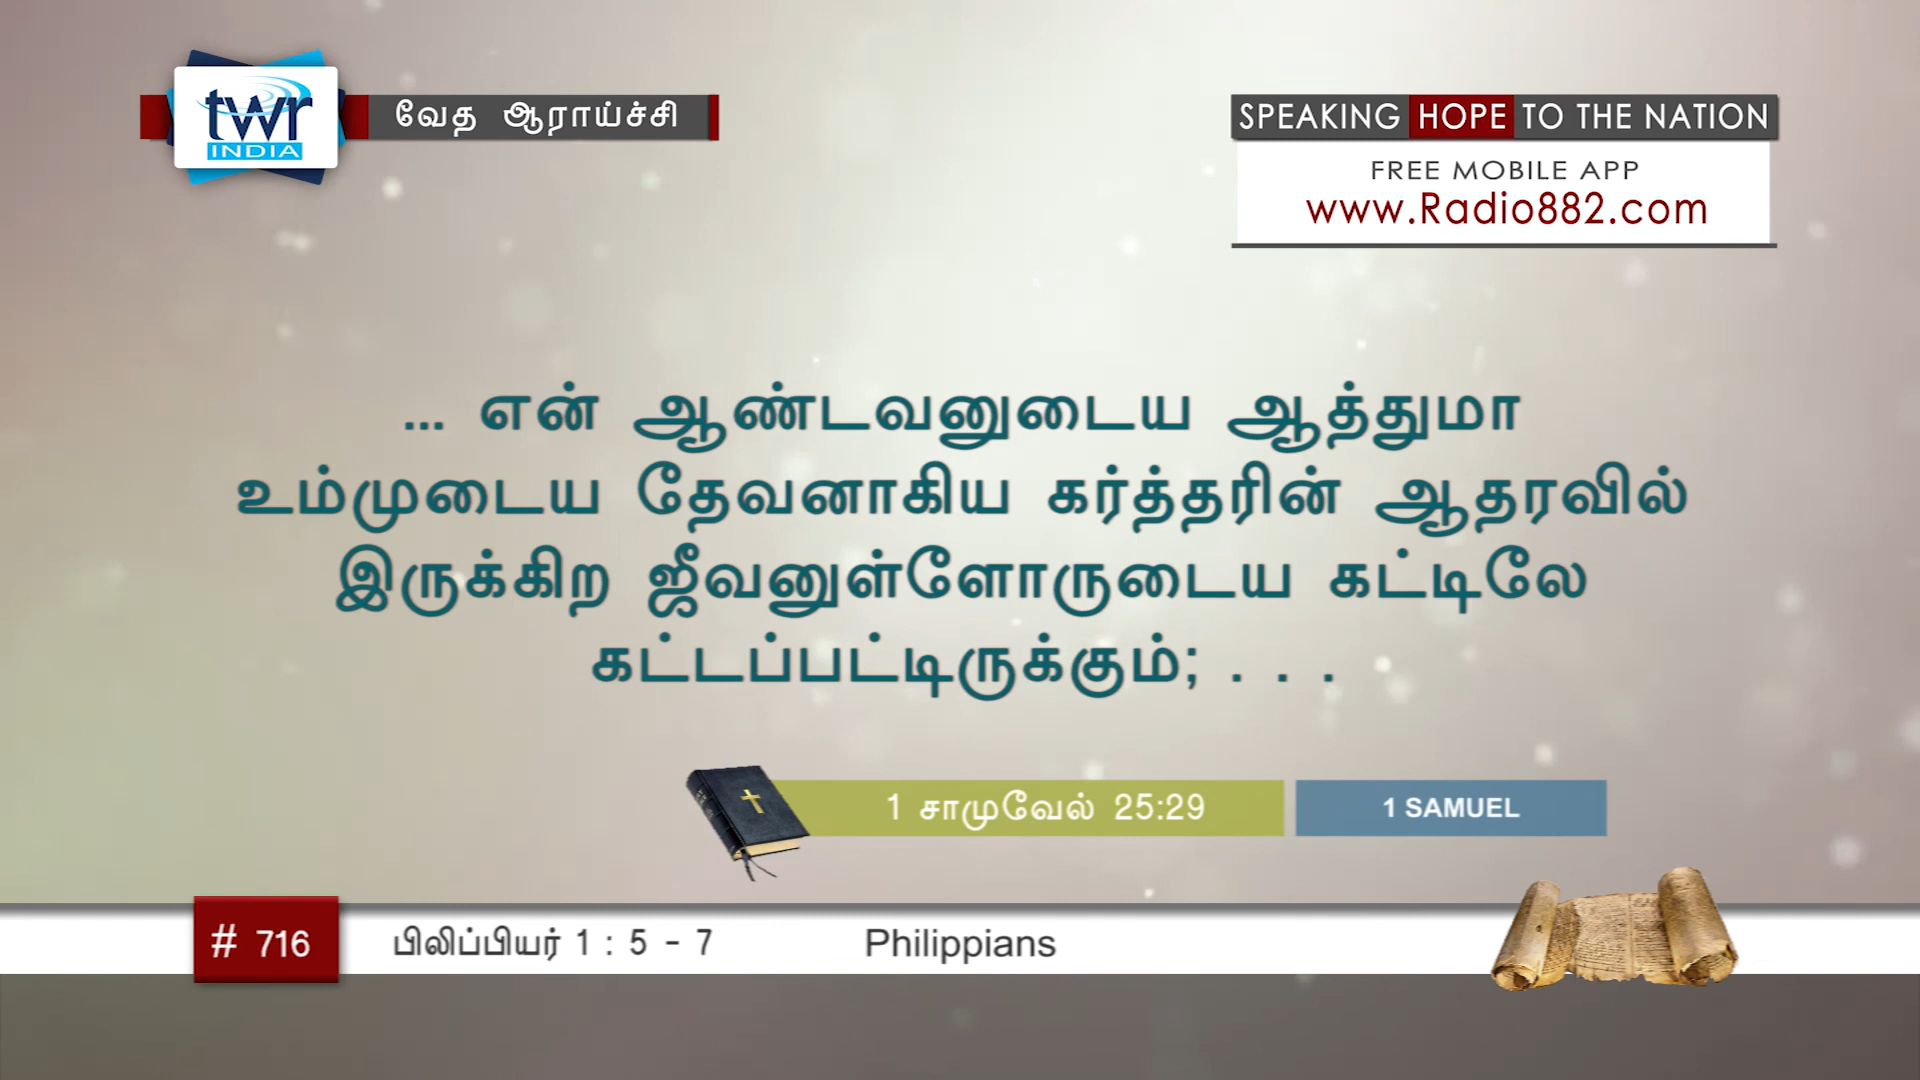 twr
INDIA
வேத ஆராய்ச்சி
SPEAKING HOPE TO THE NATION
FREE MOBILE APP
www.Radio882.com
... என் ஆண்டவனுடைய ஆத்துமா
உம்முடைய தேவனாகிய கர்த்தரின் ஆதரவில்
இருக்கிற ஜீவனுள்ளோருடைய கட்டிலே
கட்டப்பட்டிருக்கும்; . . .
1 சாமுவேல் 25:29
1 SAMUEL
# 716
பிலிப்பியர் 1 : 5 - 7
Philippians